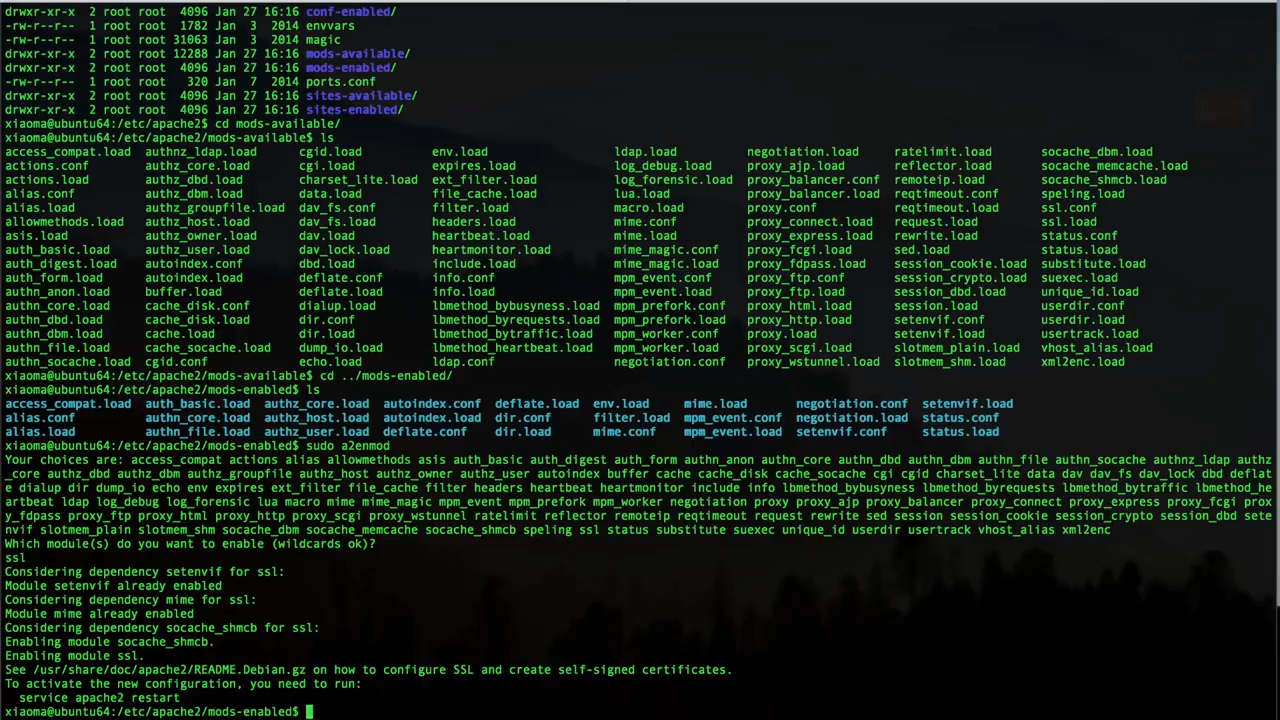 drwxr-xr-x  2 root root  4096 Jan 27 16:16 conf-enabled/
-rw-r--r--  1 root root  1782 Jan  3  2014 envvars
-rw-r--r--  1 root root 31063 Jan  3  2014 magic
drwxr-xr-x  2 root root 12288 Jan 27 16:16 mods-available/
drwxr-xr-x  2 root root  4096 Jan 27 16:16 mods-enabled/
-rw-r--r--  1 root root   320 Jan  7  2014 ports.conf
drwxr-xr-x  2 root root  4096 Jan 27 16:16 sites-available/
drwxr-xr-x  2 root root  4096 Jan 27 16:16 sites-enabled/
xiaoma@ubuntu64:/etc/apache2$ cd mods-available/
xiaoma@ubuntu64:/etc/apache2/mods-available$ ls
access_compat.load  authnz_ldap.load      cgid.load          env.load                  ldap.load          negotiation.load     ratelimit.load       socache_dbm.load
actions.conf        authz_core.load       cgi.load           expires.load              log_debug.load     proxy_ajp.load       reflector.load       socache_memcache.load
actions.load        authz_dbd.load        charset_lite.load  ext_filter.load           log_forensic.load  proxy_balancer.conf  remoteip.load        socache_shmcb.load
alias.conf          authz_dbm.load        data.load          file_cache.load           lua.load           proxy_balancer.load  reqtimeout.conf      speling.load
alias.load          authz_groupfile.load  dav_fs.conf        filter.load               macro.load         proxy.conf           reqtimeout.load      ssl.conf
allowmethods.load   authz_host.load       dav_fs.load        headers.load              mime.conf          proxy_connect.load   request.load         ssl.load
asis.load           authz_owner.load      dav.load           heartbeat.load            mime.load          proxy_express.load   rewrite.load         status.conf
auth_basic.load     authz_user.load       dav_lock.load      heartmonitor.load         mime_magic.conf    proxy_fcgi.load      sed.load             status.load
auth_digest.load    autoindex.conf        dbd.load           include.load              mime_magic.load    proxy_fdpass.load    session_cookie.load  substitute.load
auth_form.load      autoindex.load        deflate.conf       info.conf                 mpm_event.conf     proxy_ftp.conf       session_crypto.load  suexec.load
authn_anon.load     buffer.load           deflate.load       info.load                 mpm_event.load     proxy_ftp.load       session_dbd.load     unique_id.load
authn_core.load     cache_disk.conf       dialup.load        lbmethod_bybusyness.load  mpm_prefork.conf   proxy_html.load      session.load         userdir.conf
authn_dbd.load      cache_disk.load       dir.conf           lbmethod_byrequests.load  mpm_prefork.load   proxy_http.load      setenvif.conf        userdir.load
authn_dbm.load      cache.load            dir.load           lbmethod_bytraffic.load   mpm_worker.conf    proxy.load           setenvif.load        usertrack.load
authn_file.load     cache_socache.load    dump_io.load       lbmethod_heartbeat.load   mpm_worker.load    proxy_scgi.load      slotmem_plain.load   vhost_alias.load
authn_socache.load  cgid.conf             echo.load          ldap.conf                 negotiation.conf   proxy_wstunnel.load  slotmem_shm.load     xml2enc.load
xiaoma@ubuntu64:/etc/apache2/mods-available$ cd ../mods-enabled/
xiaoma@ubuntu64:/etc/apache2/mods-enabled$ ls
access_compat.load  auth_basic.load  authz_core.load  autoindex.conf  deflate.load  env.load     mime.load       negotiation.conf  setenvif.load
alias.conf          authn_core.load  authz_host.load  autoindex.load  dir.conf      filter.load  mpm_event.conf  negotiation.load  status.conf
alias.load          authn_file.load  authz_user.load  deflate.conf    dir.load      mime.conf    mpm_event.load  setenvif.conf     status.load
xiaoma@ubuntu64:/etc/apache2/mods-enabled$ sudo a2enmod
Your choices are: access_compat actions alias allowmethods asis auth_basic auth_digest auth_form authn_anon authn_core authn_dbd authn_dbm authn_file authn_socache authnz_ldap authz
_core authz_dbd authz_dbm authz_groupfile authz_host authz_owner authz_user autoindex buffer cache cache_disk cache_socache cgi cgid charset_lite data dav dav_fs dav_lock dbd deflat
e dialup dir dump_io echo env expires ext_filter file_cache filter headers heartbeat heartmonitor include info lbmethod_bybusyness lbmethod_byrequests lbmethod_bytraffic lbmethod_he
artbeat ldap log_debug log_forensic lua macro mime mime_magic mpm_event mpm_prefork mpm_worker negotiation proxy proxy_ajp proxy_balancer proxy_connect proxy_express proxy_fcgi prox
y_fdpass proxy_ftp proxy_html proxy_http proxy_scgi proxy_wstunnel ratelimit reflector remoteip reqtimeout request rewrite sed session session_cookie session_crypto session_dbd sete
nvif slotmem_plain slotmem_shm socache_dbm socache_memcache socache_shmcb speling ssl status substitute suexec unique_id userdir usertrack vhost_alias xml2enc
Which module(s) do you want to enable (wildcards ok)?
ssl
Considering dependency setenvif for ssl:
Module setenvif already enabled
Considering dependency mime for ssl:
Module mime already enabled
Considering dependency socache_shmcb for ssl:
Enabling module socache_shmcb.
Enabling module ssl.
See /usr/share/doc/apache2/README.Debian.gz on how to configure SSL and create self-signed certificates.
To activate the new configuration, you need to run:
  service apache2 restart
xiaoma@ubuntu64:/etc/apache2/mods-enabled$